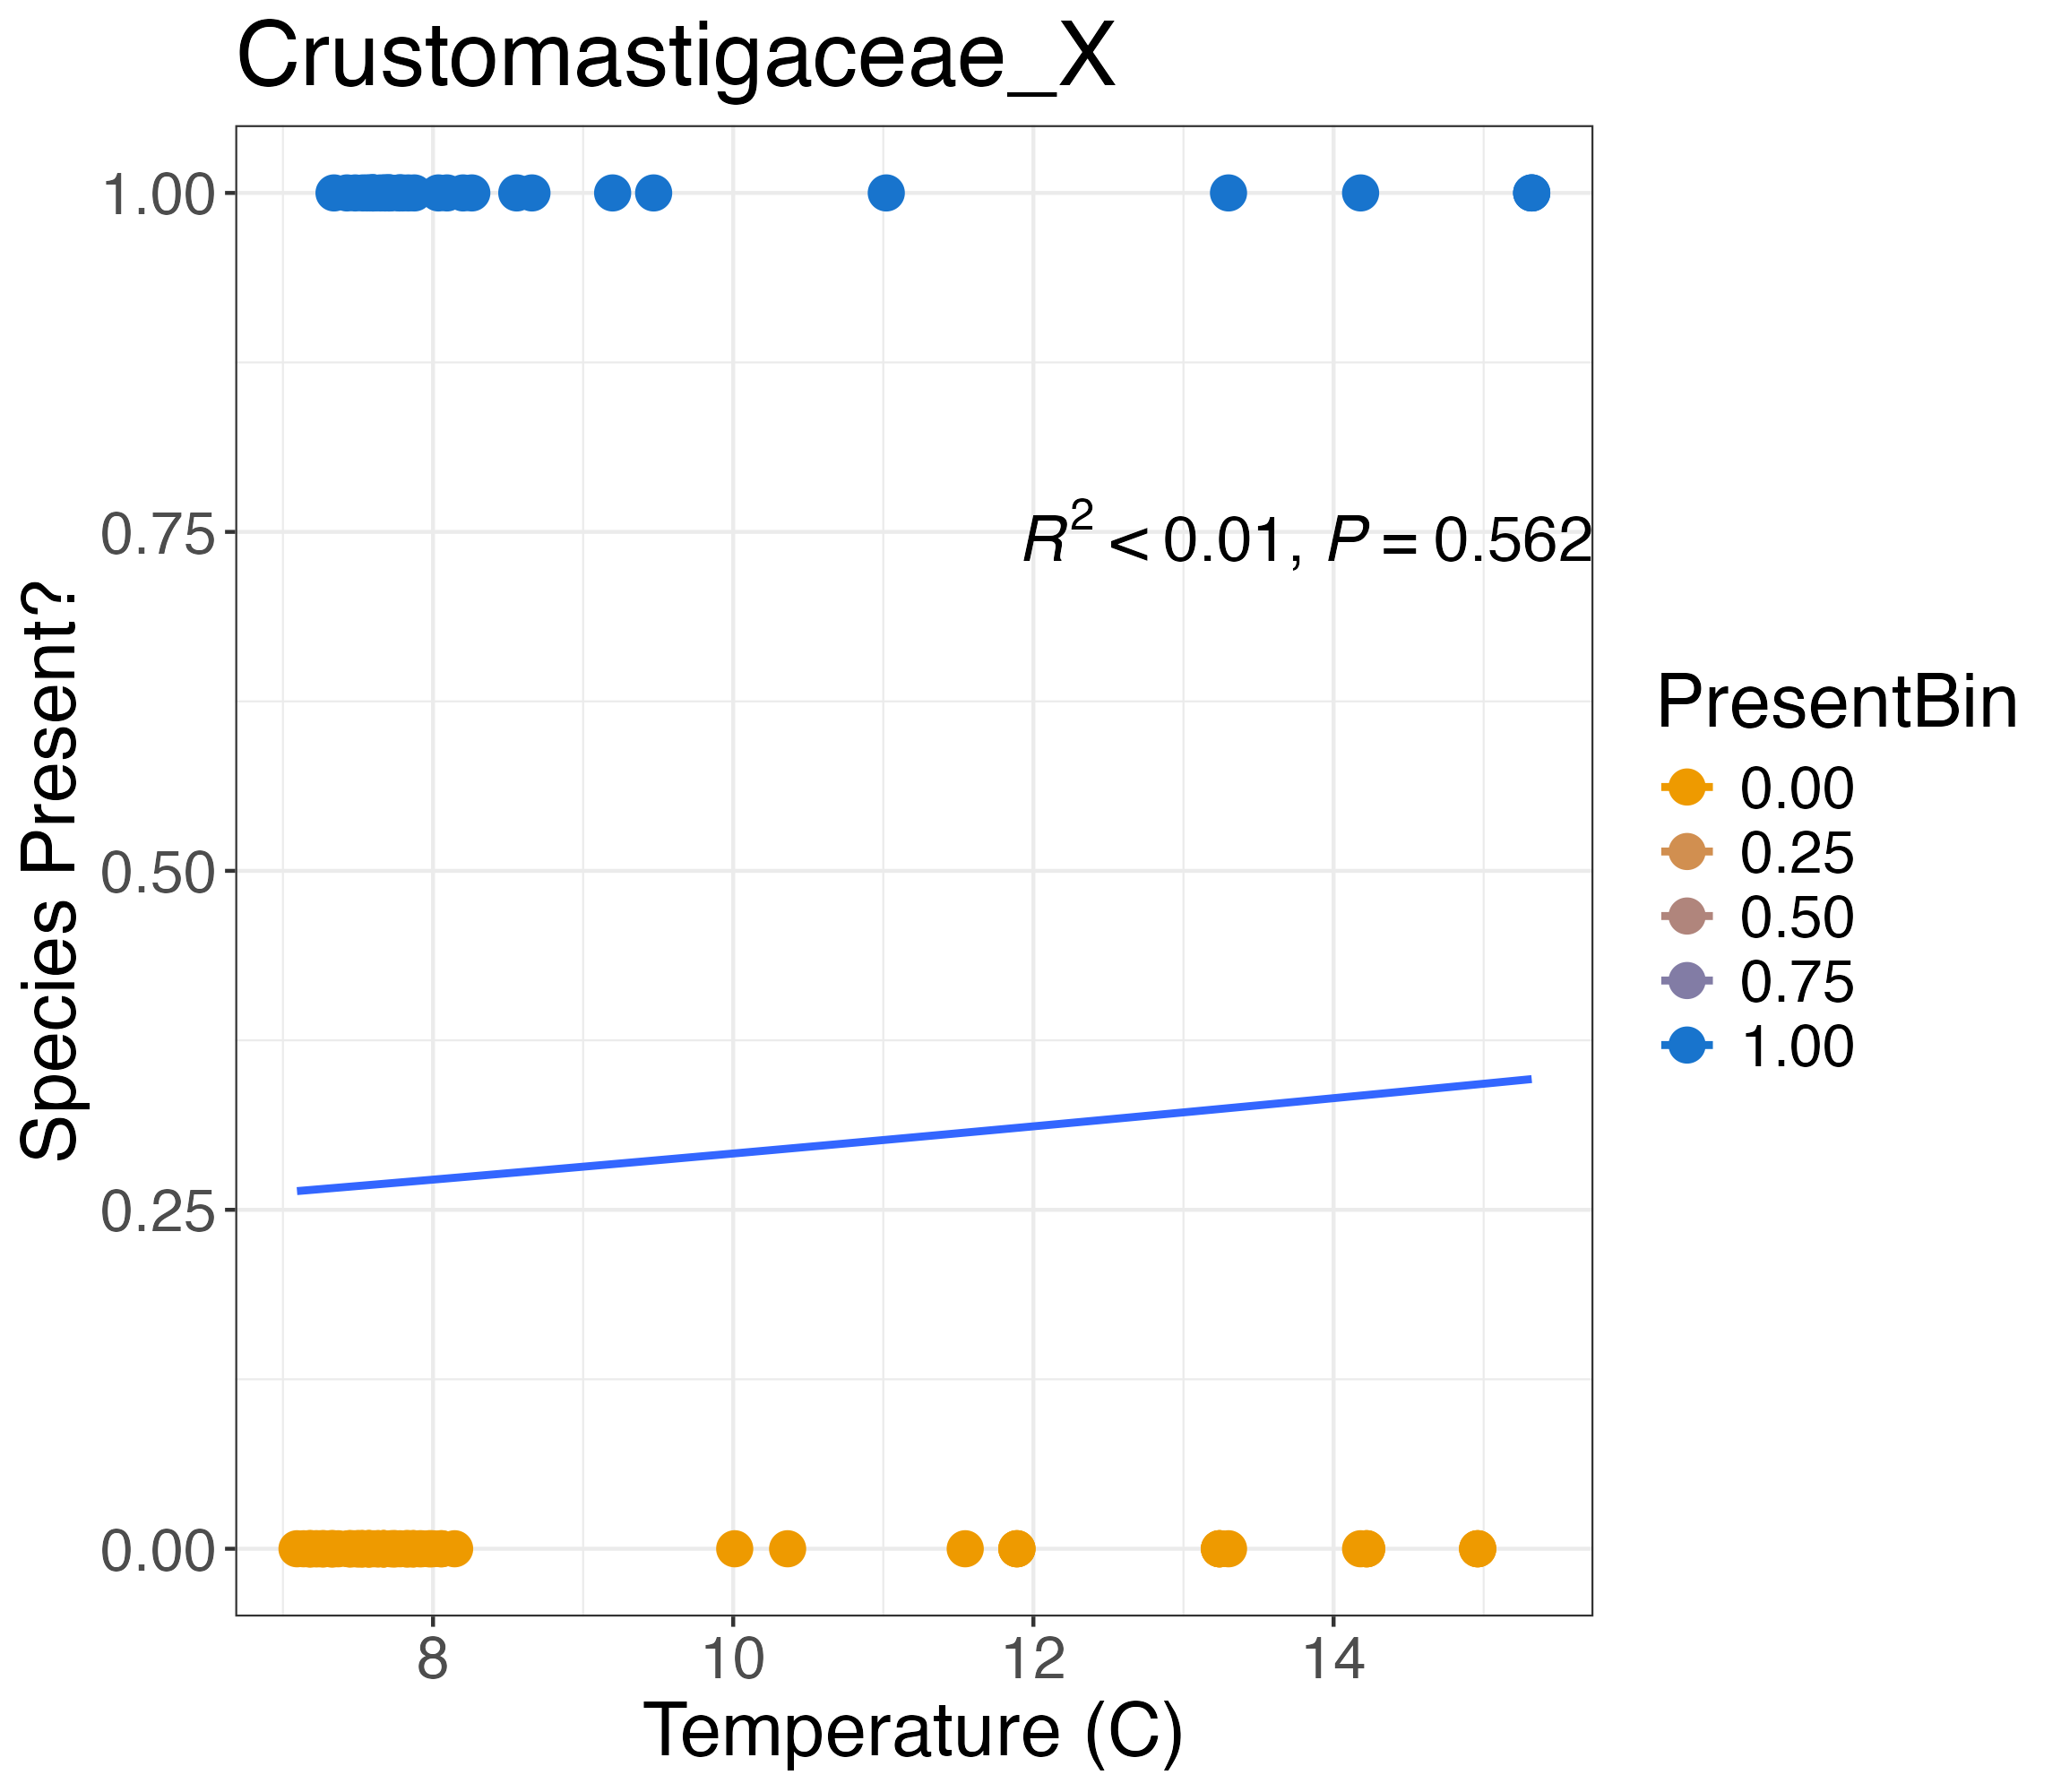 Crustomastigaceae_X
1.00
0.75
0.50
0.25
0.00
Species Present?
R² < 0.01, P = 0.562
8 10 12 14
Temperature (C)
PresentBin
0.00
0.25
0.50
0.75
1.00